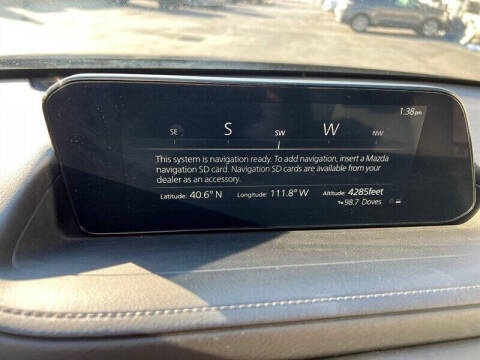 1:38pm
SE S SW W NW
This system is navigation ready. To add navigation, insert a Mazda
navigation SD card. Navigation SD cards are available from your
dealer as an accessory.
Latitude: 40.6° N Longitude: 111.8° W Altitude: 4285feet
98.7 Doves